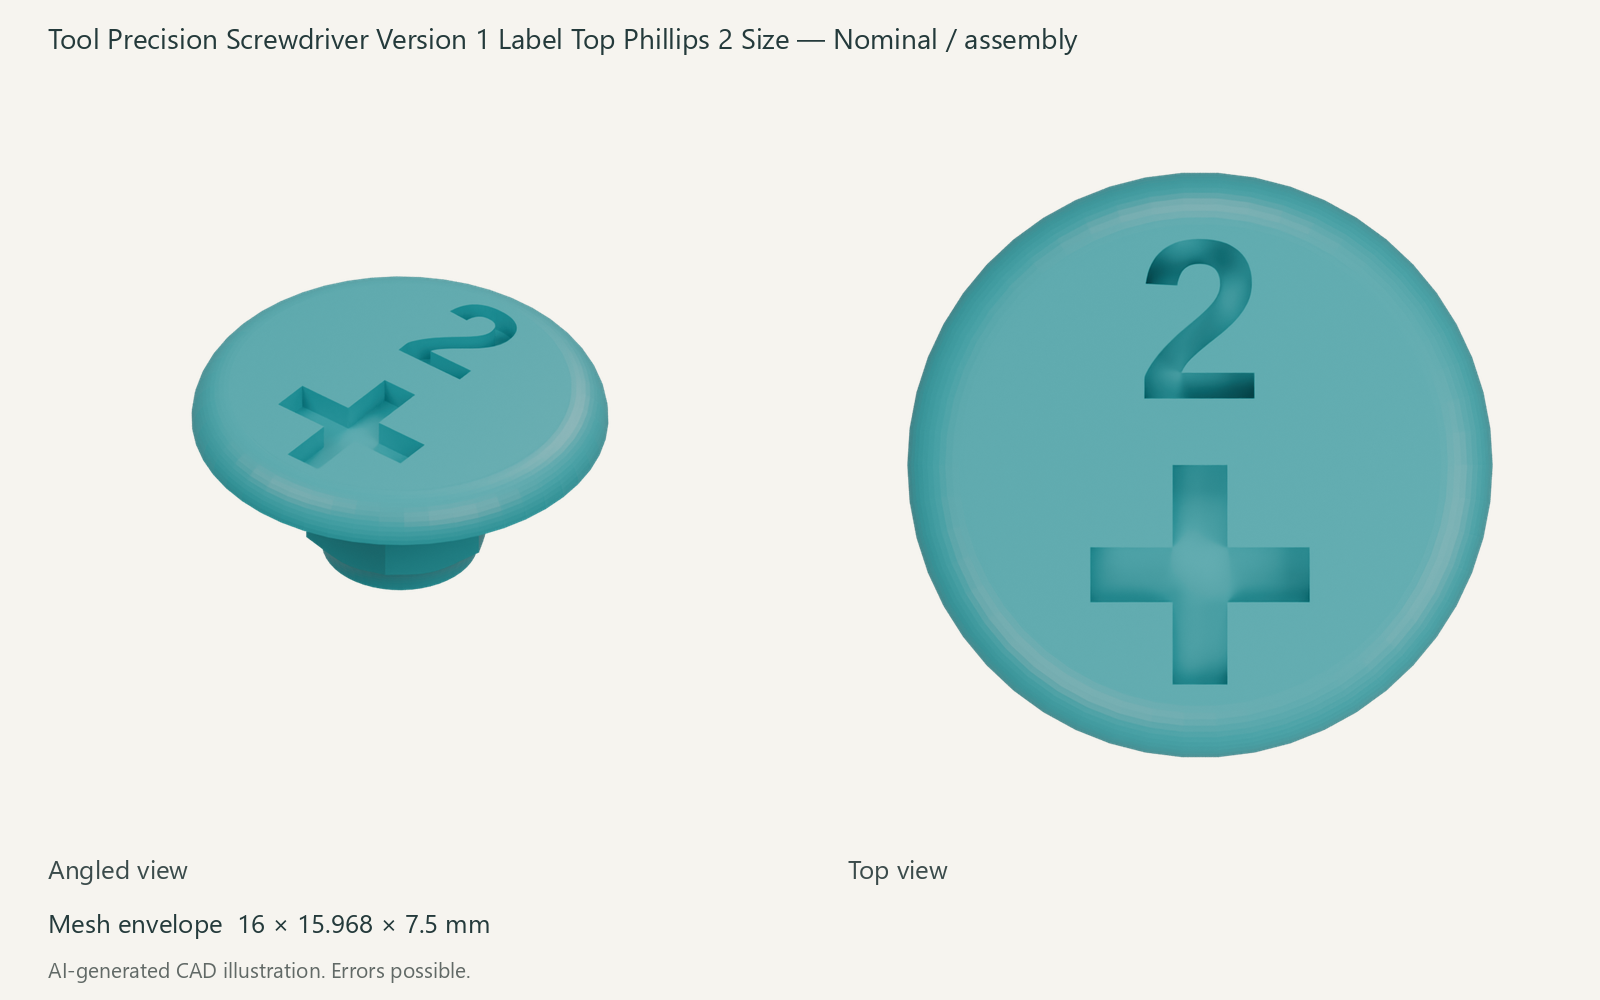 Tool Precision Screwdriver Version 1 Label Top Phillips 2 Size — Nominal / assembly
2
2
Angled view
Top view
Mesh envelope 16 × 15.968 × 7.5 mm
AI-generated CAD illustration. Errors possible.